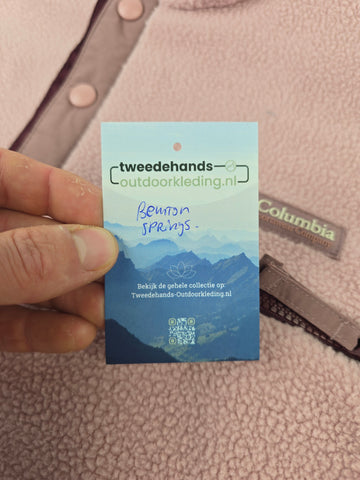 tweedehands
outdoorkleding.nl
Benton
Springs.
Columbia
Bekijk de gehele collectie op:
Tweedehands-Outdoorkleding.nl